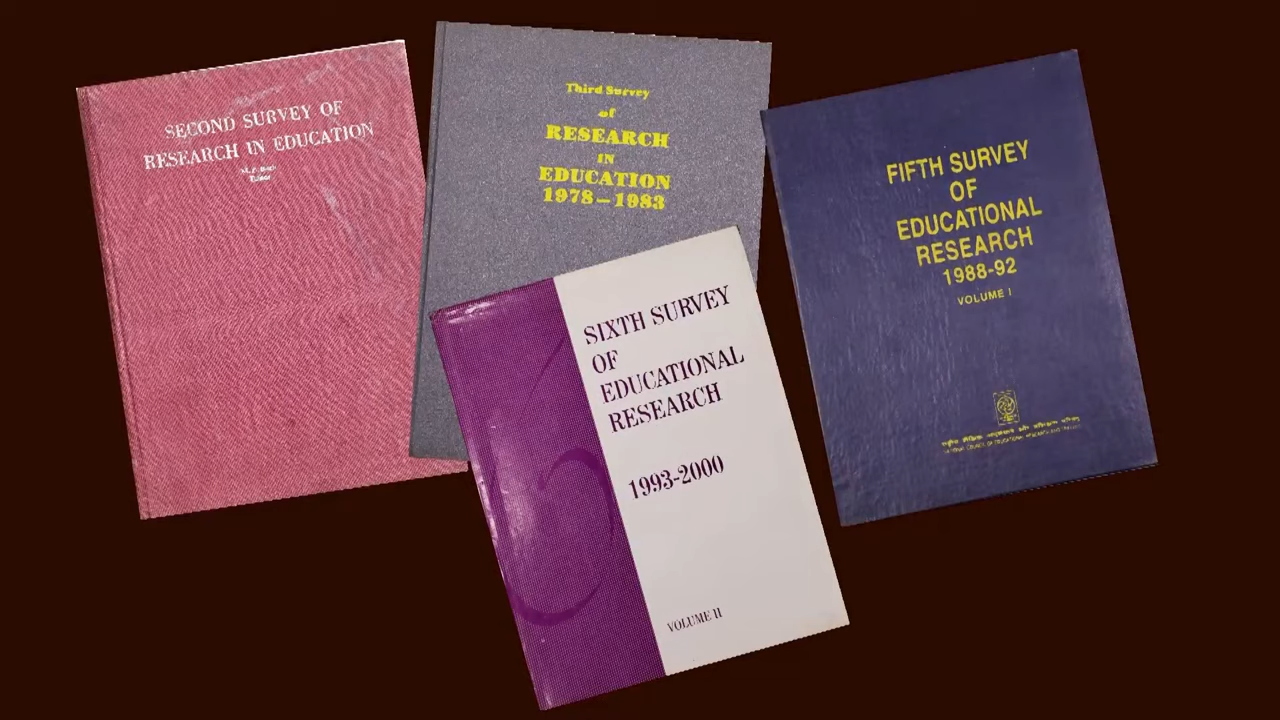 SECOND SURVEY OF
RESEARCH IN EDUCATION
Third Survey
of
RESEARCH
IN
EDUCATION
1978-1983
SIXTH SURVEY
OF
EDUCATIONAL
RESEARCH
1993-2000
VOLUME II
FIFTH SURVEY
OF
EDUCATIONAL
RESEARCH
1988-92
VOLUME I